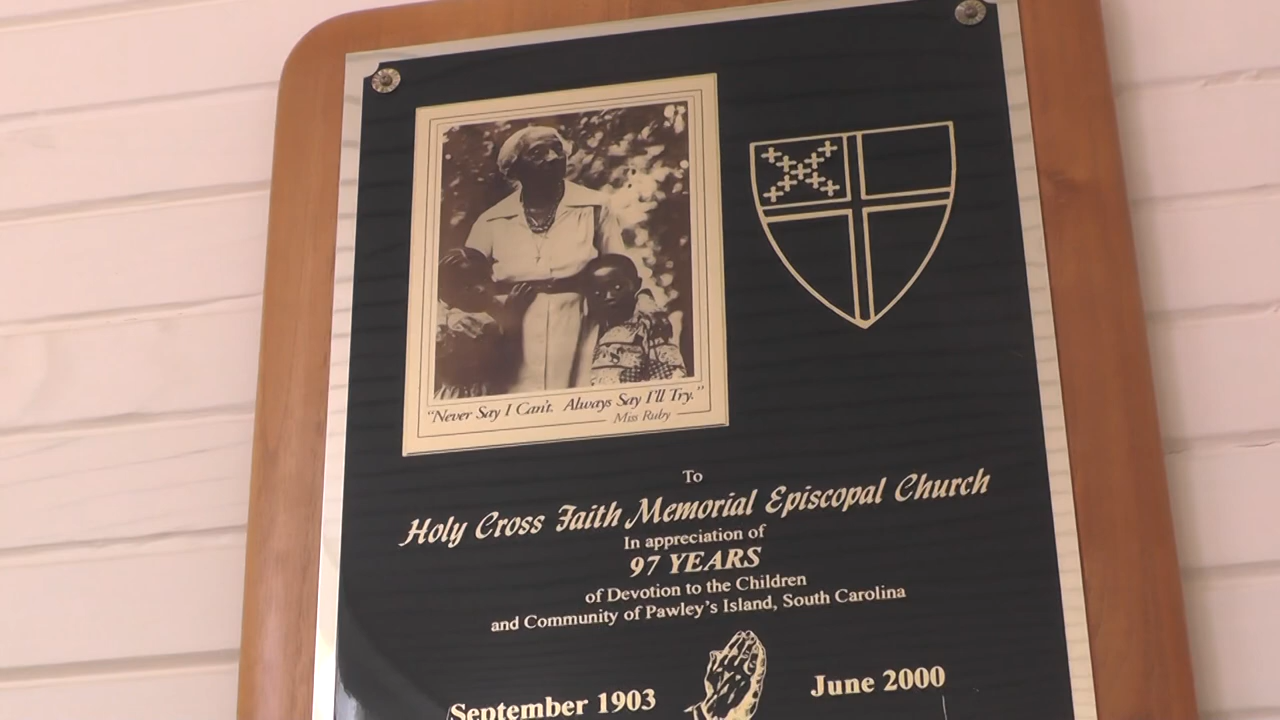 “Never Say I Can't. Always Say I'll Try.”
Miss Ruby
To
Holy Cross Faith Memorial Episcopal Church
In appreciation of
97 YEARS
of Devotion to the Children
and Community of Pawley's Island, South Carolina
September 1903
June 2000